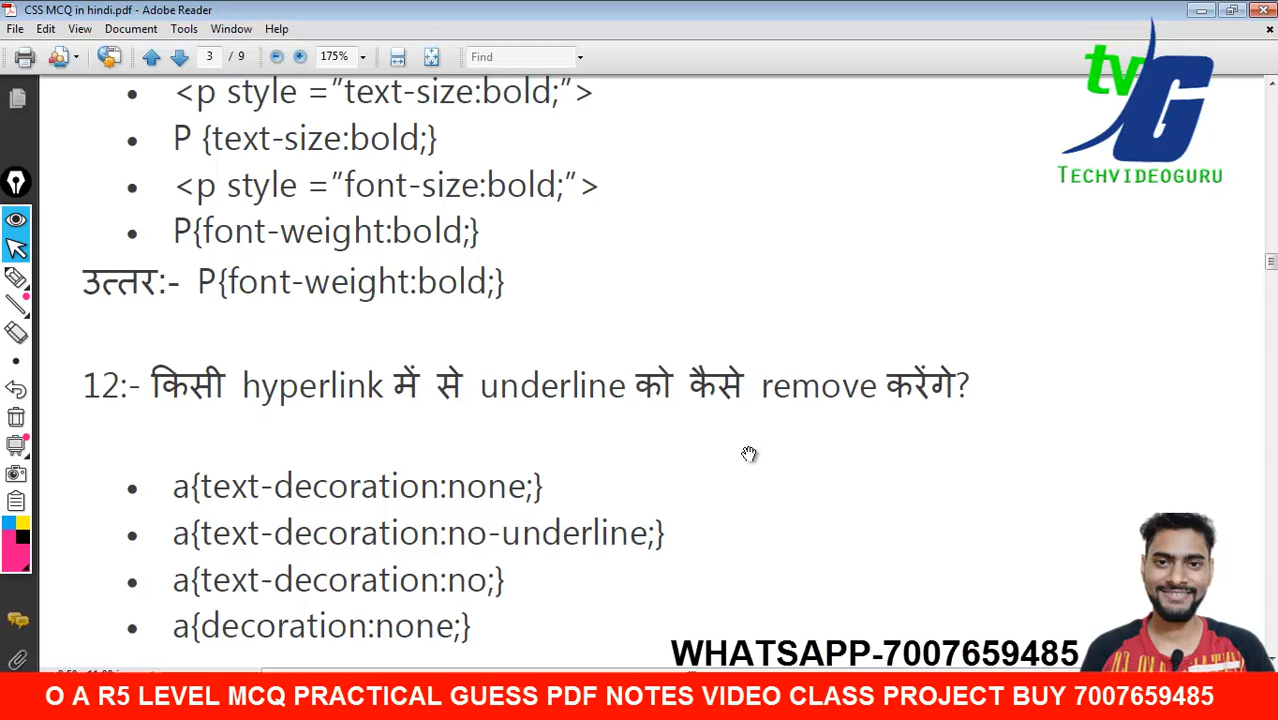 CSS MCQ in hindi.pdf - Adobe Reader
File Edit View Document Tools Window Help
3 / 9 175% Find
tvG
TECHVIDEOGURU
• <p style ="text-size:bold;">
• P {text-size:bold;}
• <p style ="font-size:bold;">
• P{font-weight:bold;}
उत्तर:- P{font-weight:bold;}
12:- किसी hyperlink में से underline को कैसे remove करेंगे?
• a{text-decoration:none;}
• a{text-decoration:no-underline;}
• a{text-decoration:no;}
• a{decoration:none;}
WHATSAPP-7007659485
O A R5 LEVEL MCQ PRACTICAL GUESS PDF NOTES VIDEO CLASS PROJECT BUY 7007659485